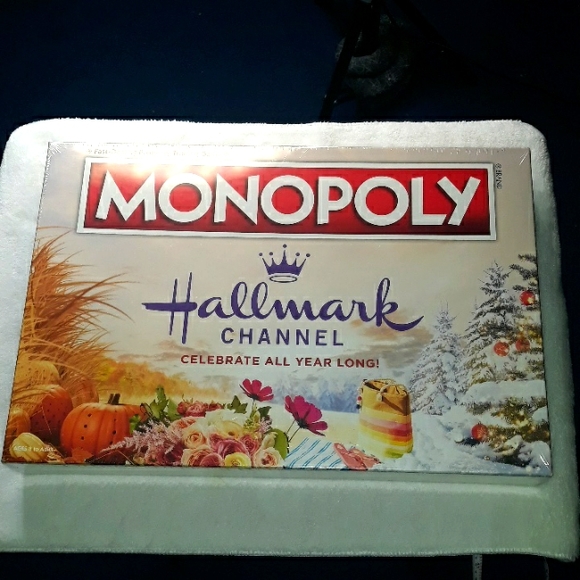 MONOPOLY
Hallmark
CHANNEL
CELEBRATE ALL YEAR LONG!